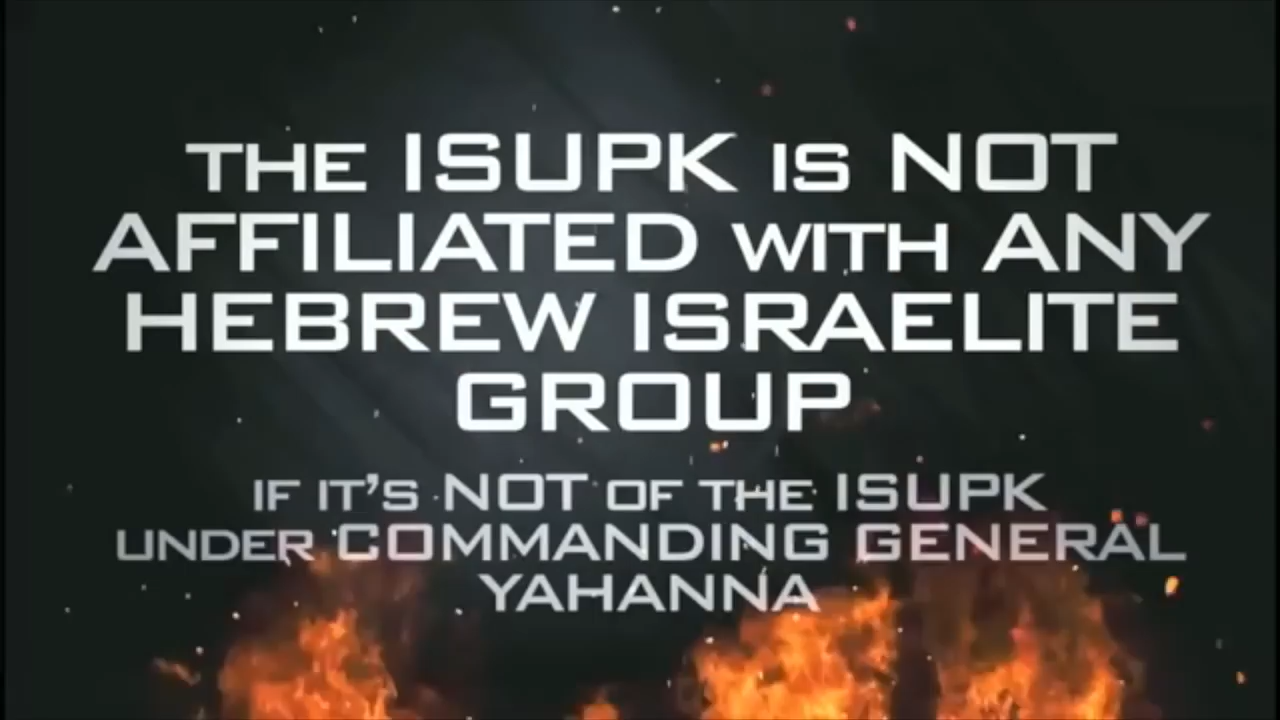 THE ISUPK IS NOT
AFFILIATED WITH ANY
HEBREW ISRAELITE
GROUP
IF IT'S NOT OF THE ISUPK
UNDER COMMANDING GENERAL
YAHANNA